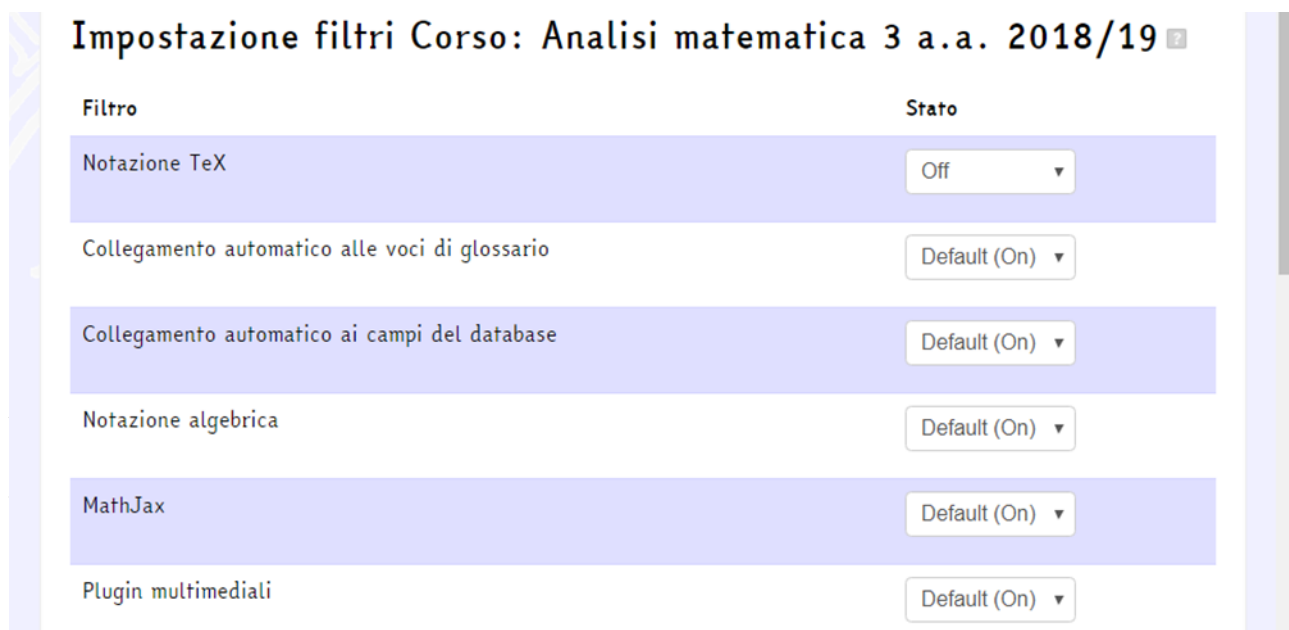 Impostazione filtri Corso: Analisi matematica 3 a.a. 2018/19 ?
Filtro Stato
Notazione TeX Off
Collegamento automatico alle voci di glossario Default (On)
Collegamento automatico ai campi del database Default (On)
Notazione algebrica Default (On)
MathJax Default (On)
Plugin multimediali Default (On)